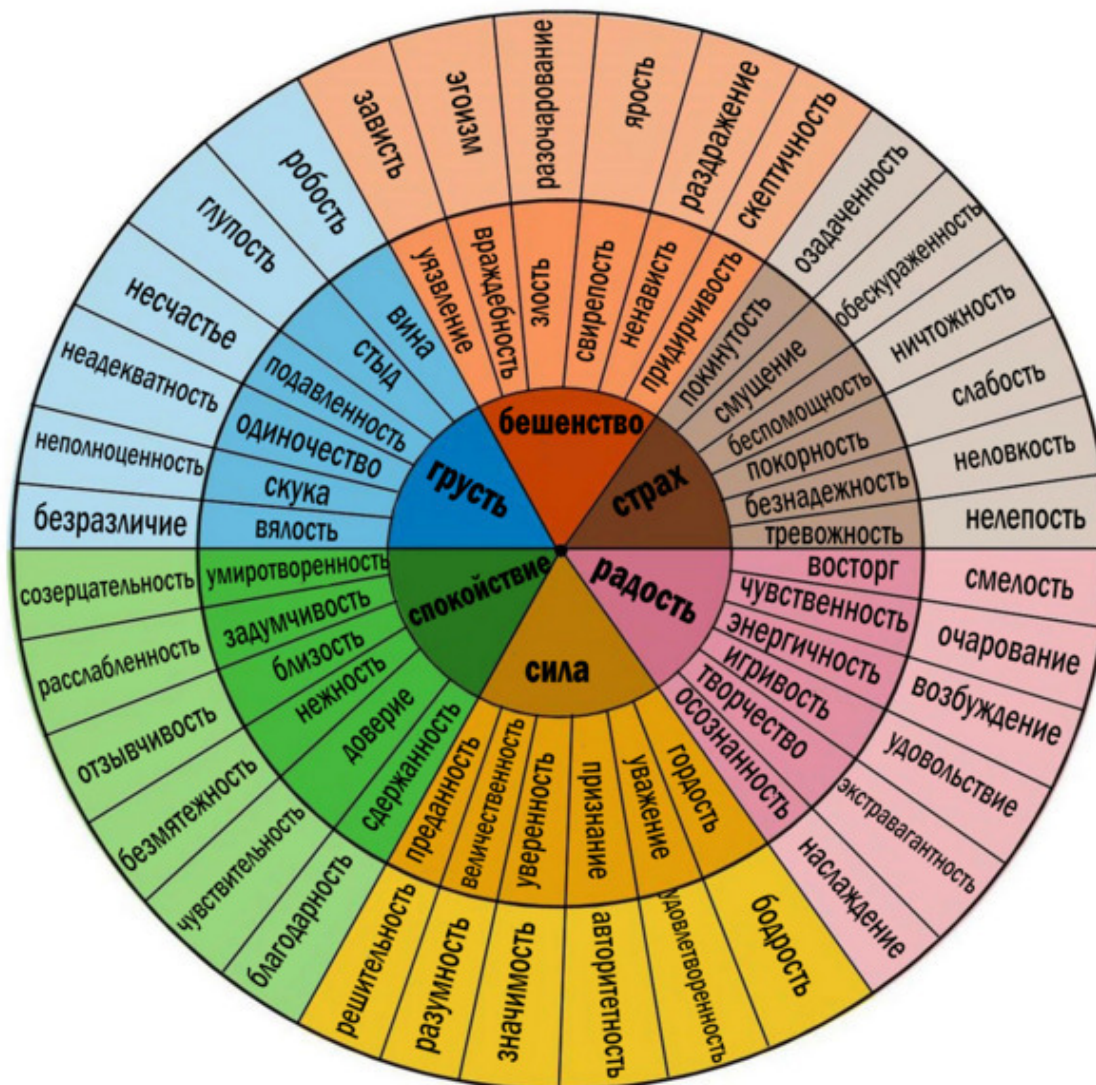 бешенство
страх
радость
сила
спокойствие
грусть
уязвление
враждебность
злость
свирепость
ненависть
придирчивость
покинутость
смущение
беспомощность
покорность
безнадежность
тревожность
восторг
чувственность
энергичность
игривость
творчество
осознанность
гордость
уважение
признание
уверенность
величественность
преданность
сдержанность
доверие
нежность
близость
задумчивость
умиротворенность
вялость
скука
одиночество
подавленность
стыд
вина
зависть
эгоизм
разочарование
ярость
раздражение
скептичность
озадаченность
обескураженность
ничтожность
слабость
неловкость
нелепость
смелость
очарование
возбуждение
удовольствие
экстравагантность
наслаждение
бодрость
удовлетворенность
авторитетность
значимость
разумность
решительность
благодарность
чувствительность
безмятежность
отзывчивость
расслабленность
созерцательность
безразличие
неполноценность
неадекватность
несчастье
глупость
робость